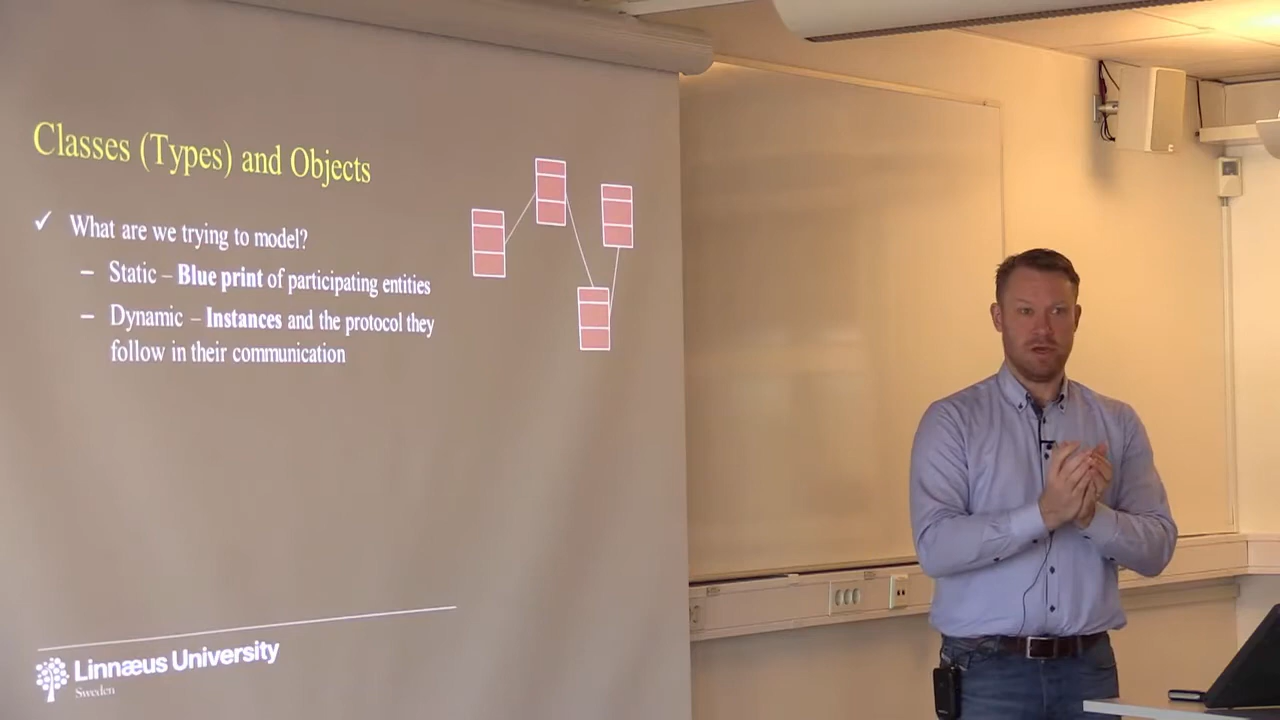 Classes (Types) and Objects
✓ What are we trying to model?
– Static – Blue print of participating entities
– Dynamic – Instances and the protocol they
follow in their communication
Linnæus University
Sweden